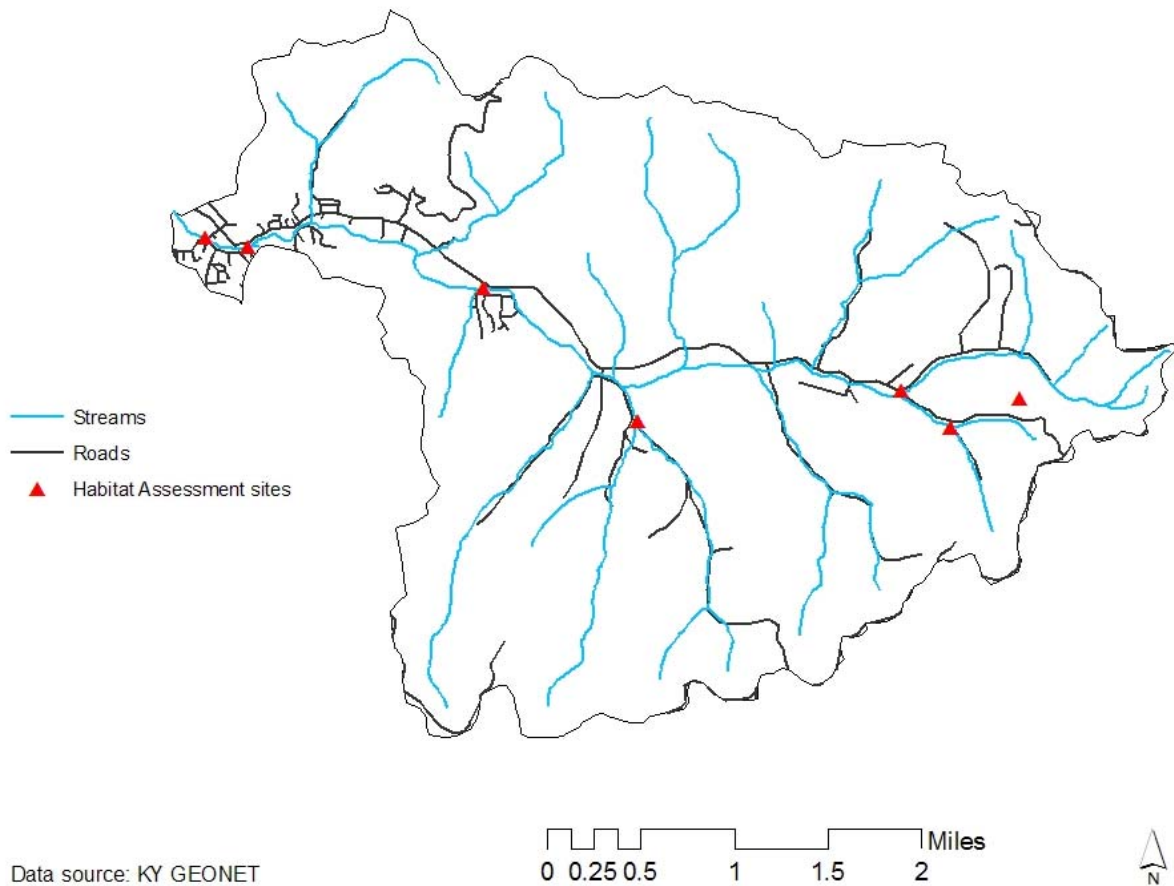 Streams
Roads
Habitat Assessment sites
Miles
0 0.25 0.5 1 1.5 2
Data source: KY GEONET
N